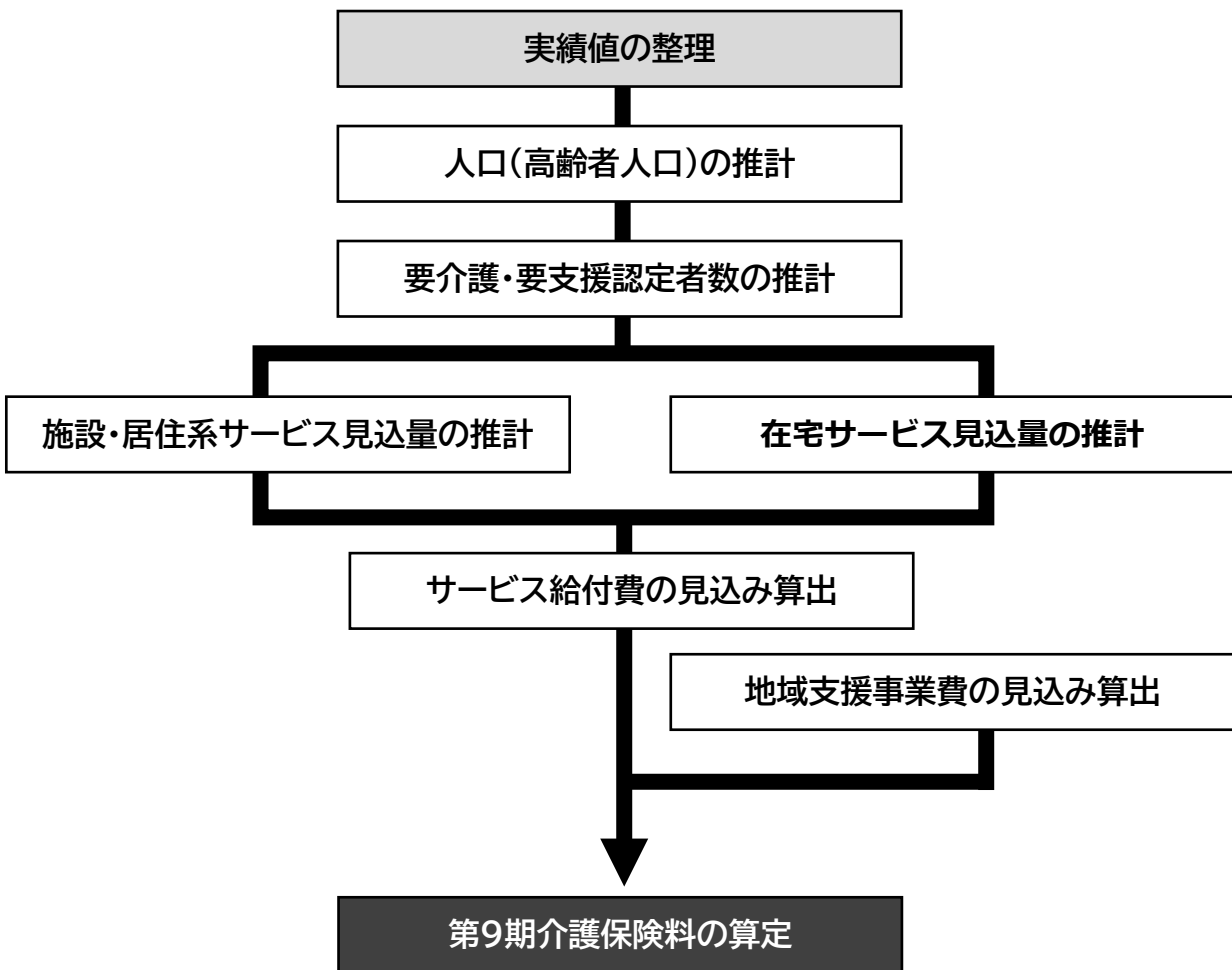 実績値の整理
人口(高齢者人口)の推計
要介護・要支援認定者数の推計
施設・居住系サービス見込量の推計
在宅サービス見込量の推計
サービス給付費の見込み算出
地域支援事業費の見込み算出
第9期介護保険料の算定